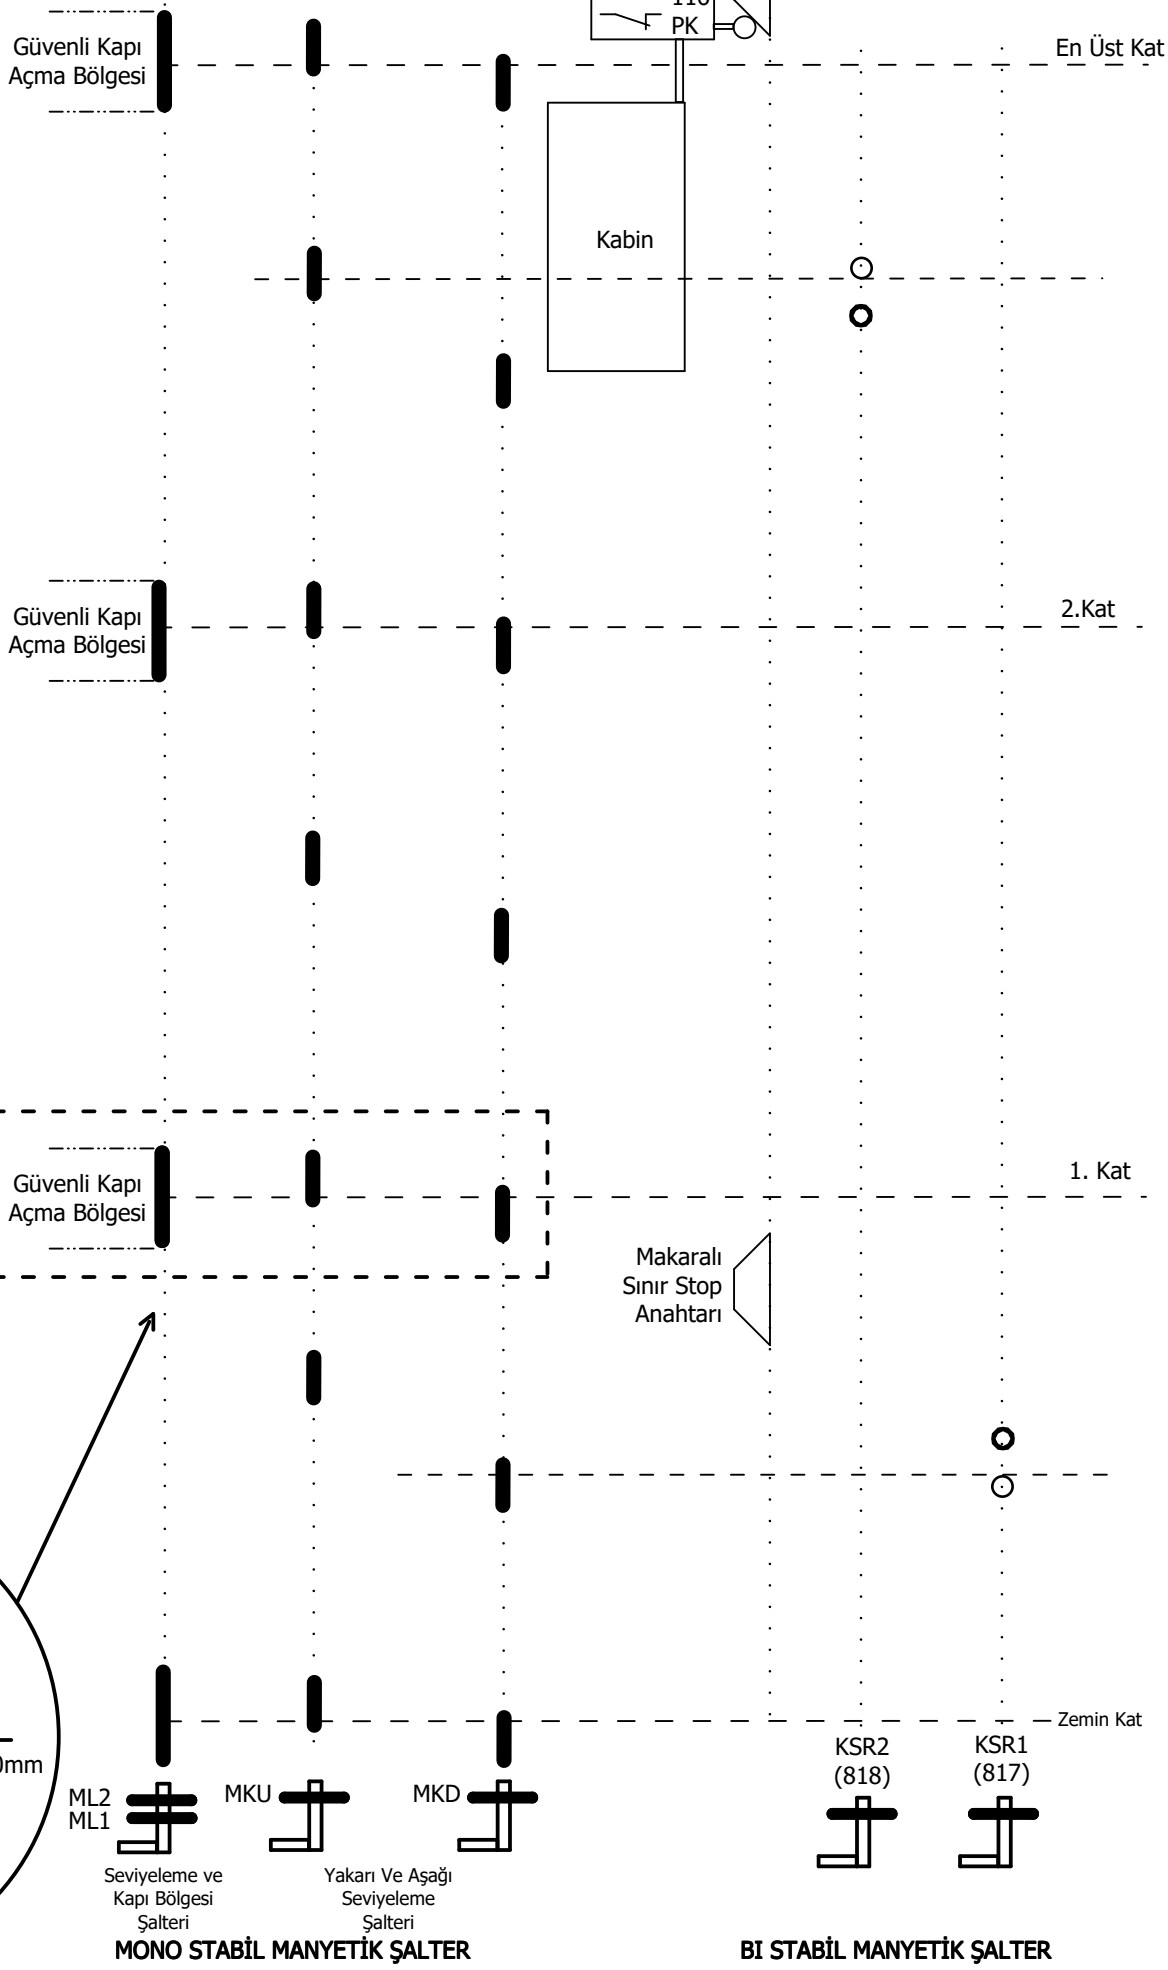 PK
En Üst Kat
Güvenli Kapı
Açma Bölgesi
Kabin
2.Kat
Güvenli Kapı
Açma Bölgesi
1. Kat
Güvenli Kapı
Açma Bölgesi
Makaralı
Sınır Stop
Anahtarı
Zemin Kat
KSR2
(818)
KSR1
(817)
ML2
ML1
MKU
MKD
Seviyeleme ve
Kapı Bölgesi
Şalteri
Yakarı Ve Aşağı
Seviyeleme
Şalteri
MONO STABİL MANYETİK ŞALTER
BI STABİL MANYETİK ŞALTER